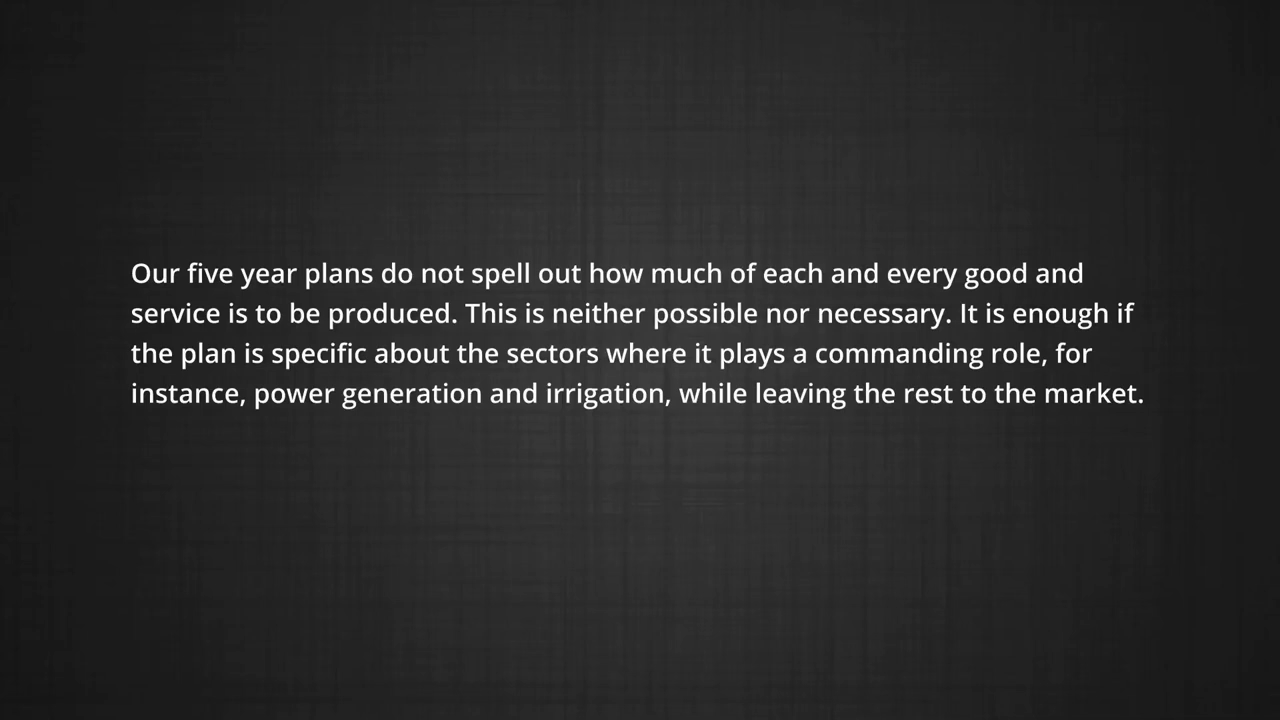 Our five year plans do not spell out how much of each and every good and
service is to be produced. This is neither possible nor necessary. It is enough if
the plan is specific about the sectors where it plays a commanding role, for
instance, power generation and irrigation, while leaving the rest to the market.